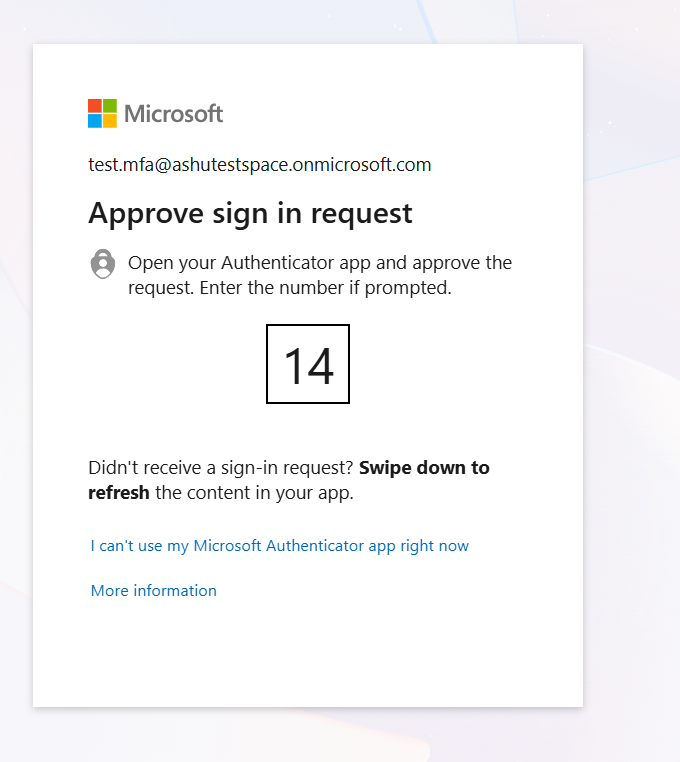 Microsoft
test.mfa@ashutestspace.onmicrosoft.com
Approve sign in request
Open your Authenticator app and approve the
request. Enter the number if prompted.
14
Didn't receive a sign-in request? Swipe down to
refresh the content in your app.
I can't use my Microsoft Authenticator app right now
More information